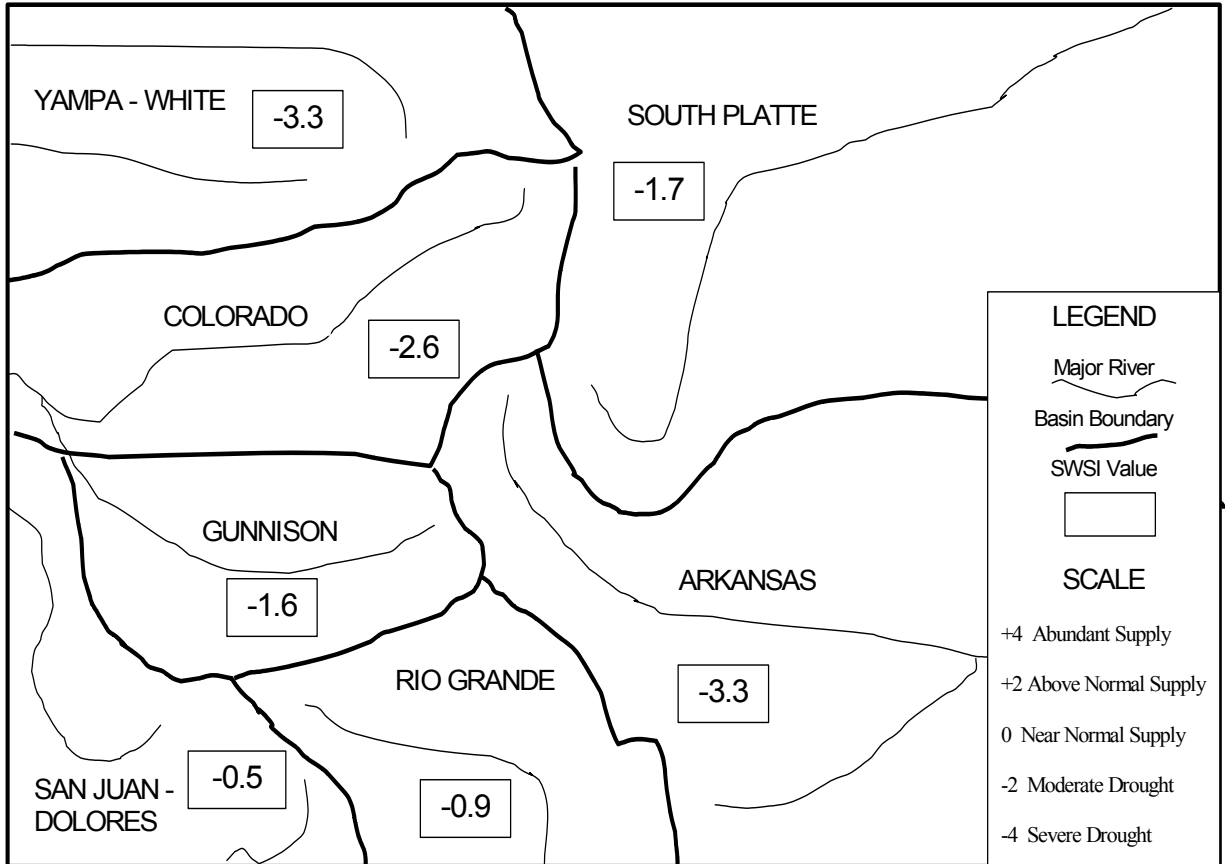 YAMPA - WHITE
-3.3
SOUTH PLATTE
-1.7
COLORADO
-2.6
GUNNISON
-1.6
ARKANSAS
-3.3
RIO GRANDE
-0.9
SAN JUAN -
DOLORES
-0.5
LEGEND
Major River
Basin Boundary
SWSI Value
SCALE
+4 Abundant Supply
+2 Above Normal Supply
0 Near Normal Supply
-2 Moderate Drought
-4 Severe Drought